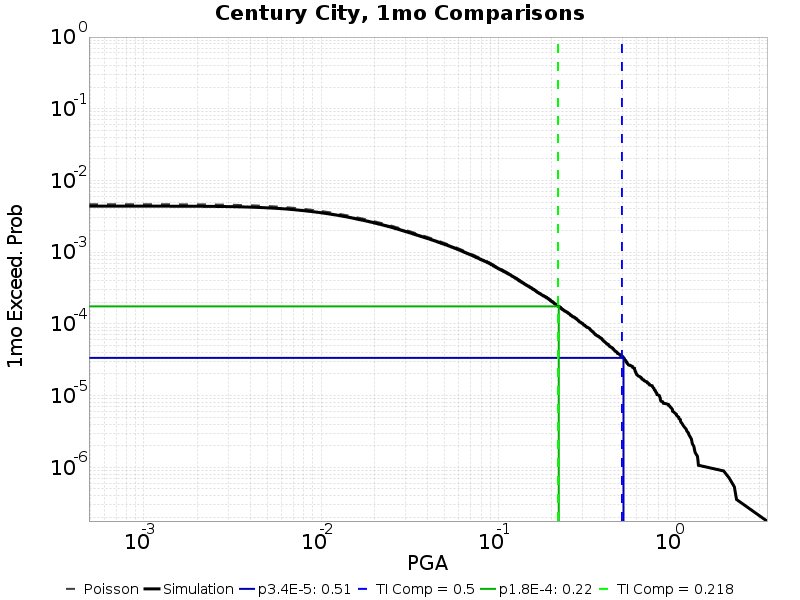 Century City, 1mo Comparisons
1mo Exceed. Prob
10^0
10^-1
10^-2
10^-3
10^-4
10^-5
10^-6
10^-3 10^-2 10^-1 10^0
PGA
Poisson Simulation p3.4E-5: 0.51 TI Comp = 0.5 p1.8E-4: 0.22 TI Comp = 0.218